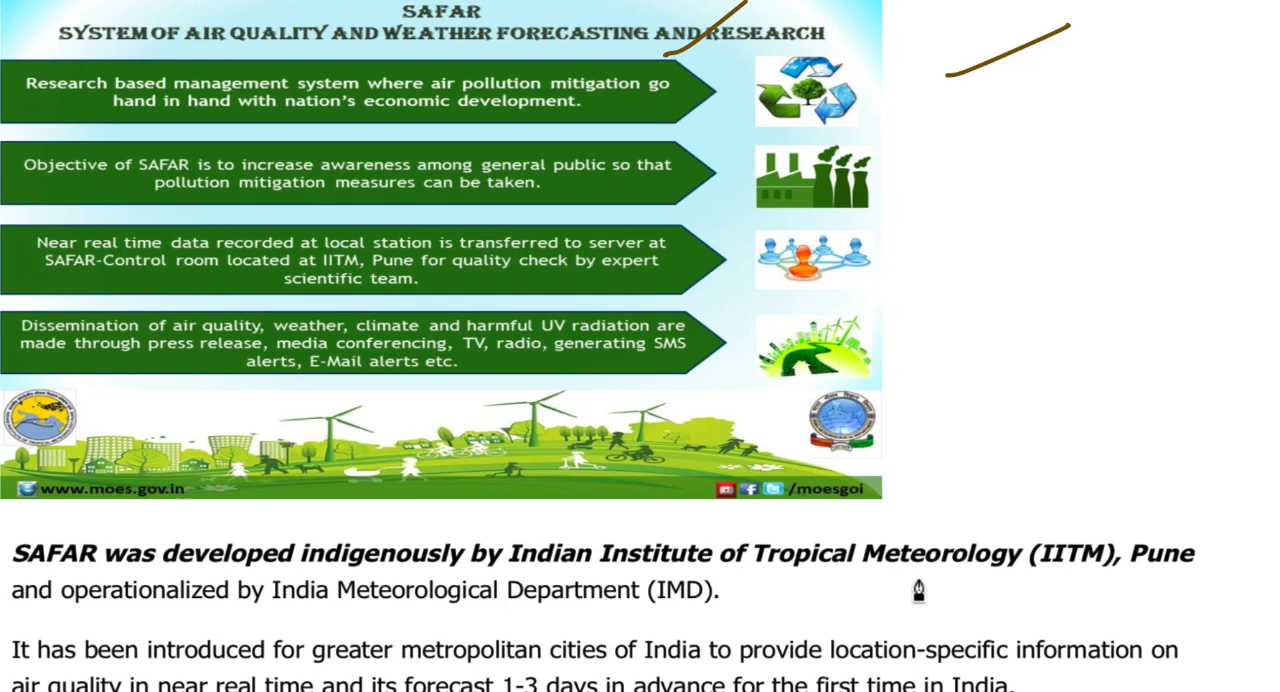 SAFAR
SYSTEM OF AIR QUALITY AND WEATHER FORECASTING AND RESEARCH
Research based management system where air pollution mitigation go
hand in hand with nation's economic development.
Objective of SAFAR is to increase awareness among general public so that
pollution mitigation measures can be taken.
Near real time data recorded at local station is transferred to server at
SAFAR-Control room located at IITM, Pune for quality check by expert
scientific team.
Dissemination of air quality, weather, climate and harmful UV radiation are
made through press release, media conferencing, TV, radio, generating SMS
alerts, E-Mail alerts etc.
www.moes.gov.in
/moesgoi
SAFAR was developed indigenously by Indian Institute of Tropical Meteorology (IITM), Pune
and operationalized by India Meteorological Department (IMD).
It has been introduced for greater metropolitan cities of India to provide location-specific information on
air quality in near real time and its forecast 1-3 days in advance for the first time in India.